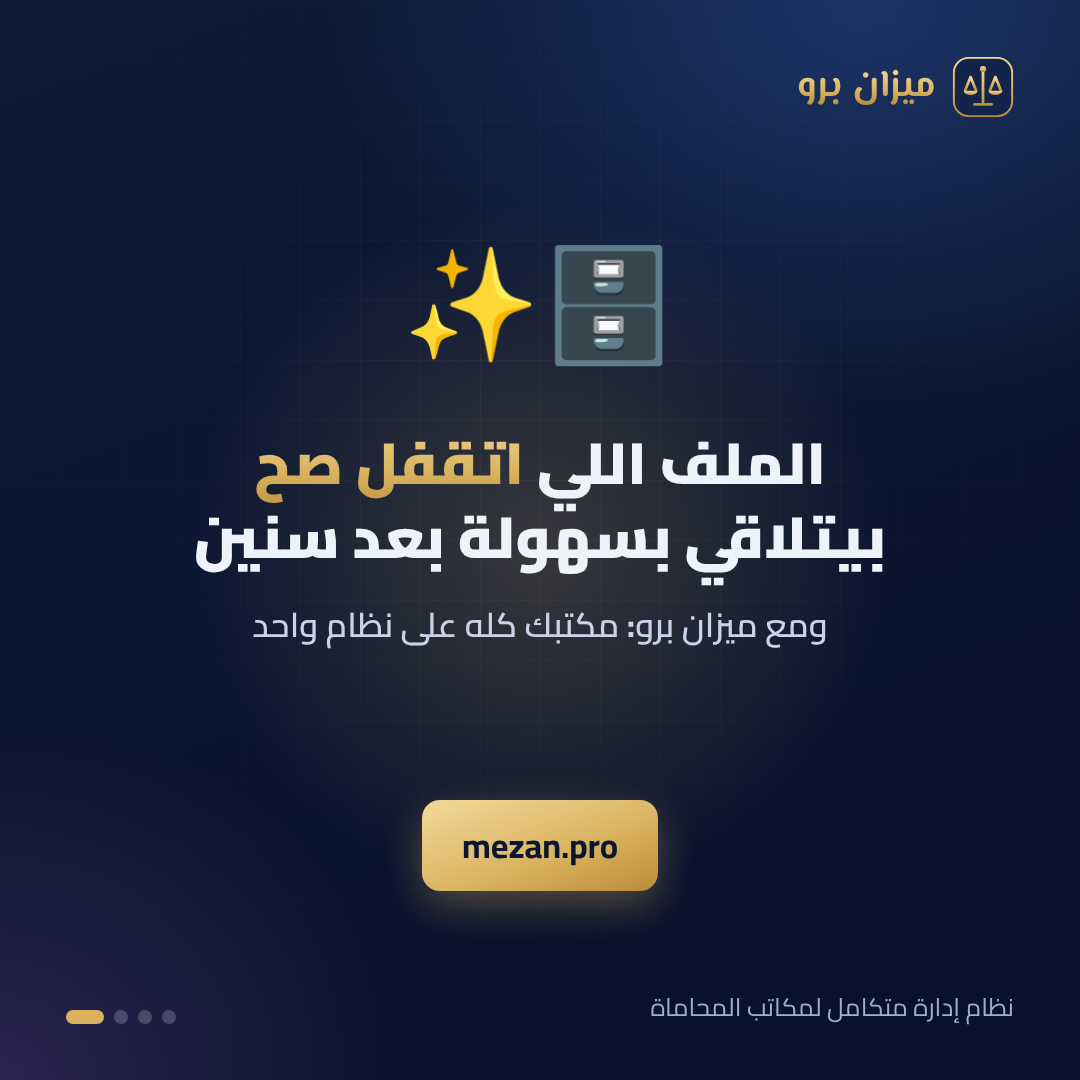 ميزان برو
الملف اللي اتقفل صح
بيتلاقي بسهولة بعد سنين
ومع ميزان برو: مكتبك كله على نظام واحد
mezan.pro
نظام إدارة متكامل لمكاتب المحاماة